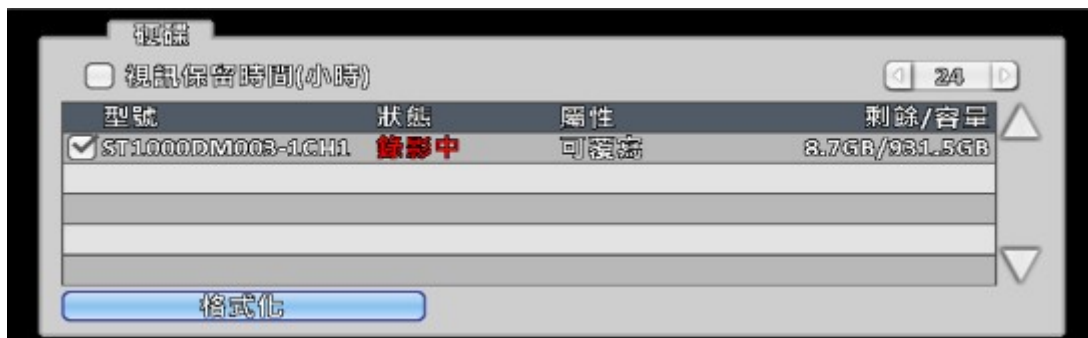 硬碟
視訊保留時間(小時) 24
型號 狀態 屬性 剩餘/容量
ST1000DM003-1CH1 錄影中 可覆寫 8.7GB/931.5GB
格式化